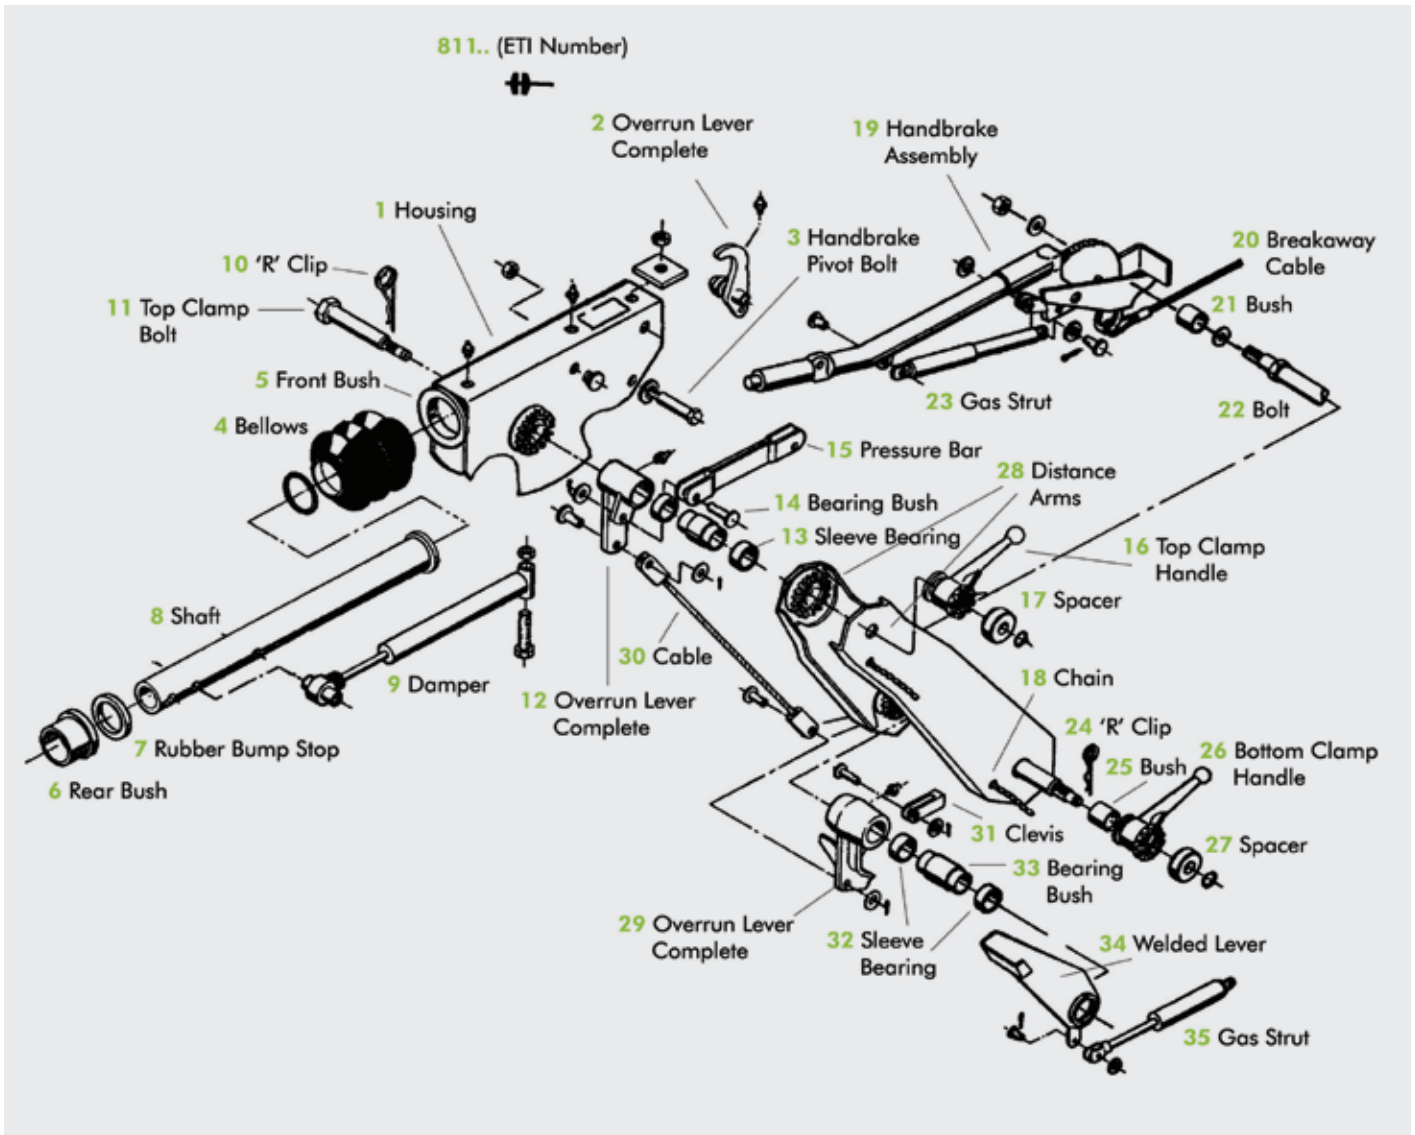 811.. (ETI Number)
2 Overrun Lever
Complete
19 Handbrake
Assembly
1 Housing
3 Handbrake
Pivot Bolt
20 Breakaway
Cable
10 'R' Clip
11 Top Clamp
Bolt
21 Bush
5 Front Bush
23 Gas Strut
22 Bolt
4 Bellows
15 Pressure Bar
28 Distance
Arms
14 Bearing Bush
13 Sleeve Bearing
16 Top Clamp
Handle
17 Spacer
8 Shaft
30 Cable
9 Damper
18 Chain
12 Overrun Lever
Complete
24 'R' Clip
7 Rubber Bump Stop
26 Bottom Clamp
Handle
25 Bush
6 Rear Bush
31 Clevis
27 Spacer
33 Bearing
Bush
29 Overrun Lever
Complete
32 Sleeve
Bearing
34 Welded Lever
35 Gas Strut